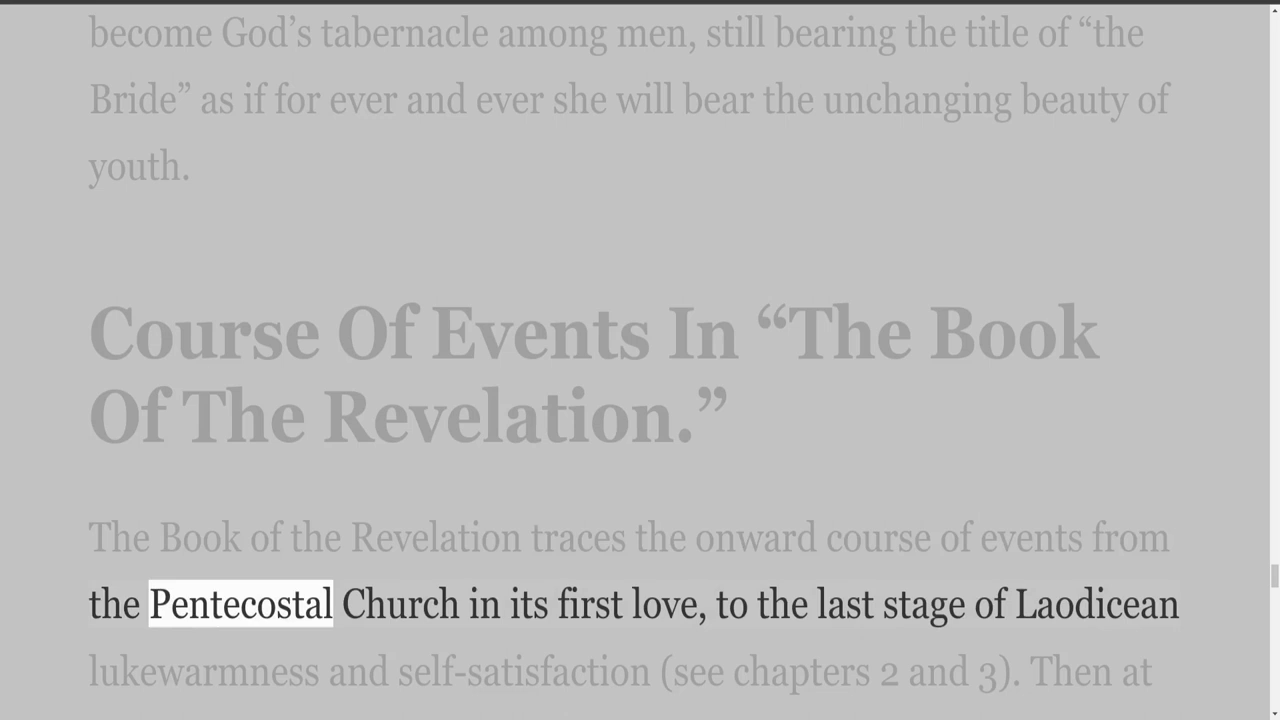 become God’s tabernacle among men, still bearing the title of “the
Bride” as if for ever and ever she will bear the unchanging beauty of
youth.
Course Of Events In “The Book
Of The Revelation.”
The Book of the Revelation traces the onward course of events from
the Pentecostal Church in its first love, to the last stage of Laodicean
lukewarmness and self-satisfaction (see chapters 2 and 3). Then at